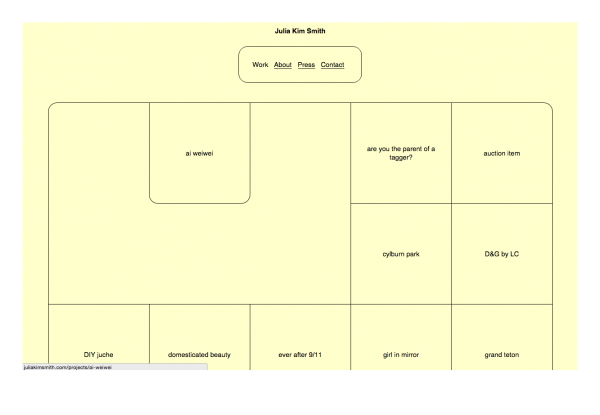 Julia Kim Smith
Work About Press Contact
ai weiwei
are you the parent of a
tagger?
auction item
cylburn park
D&G by LC
DIY juche
domesticated beauty
ever after 9/11
girl in mirror
grand teton
juliakimsmith.com/projects/ai-weiwei